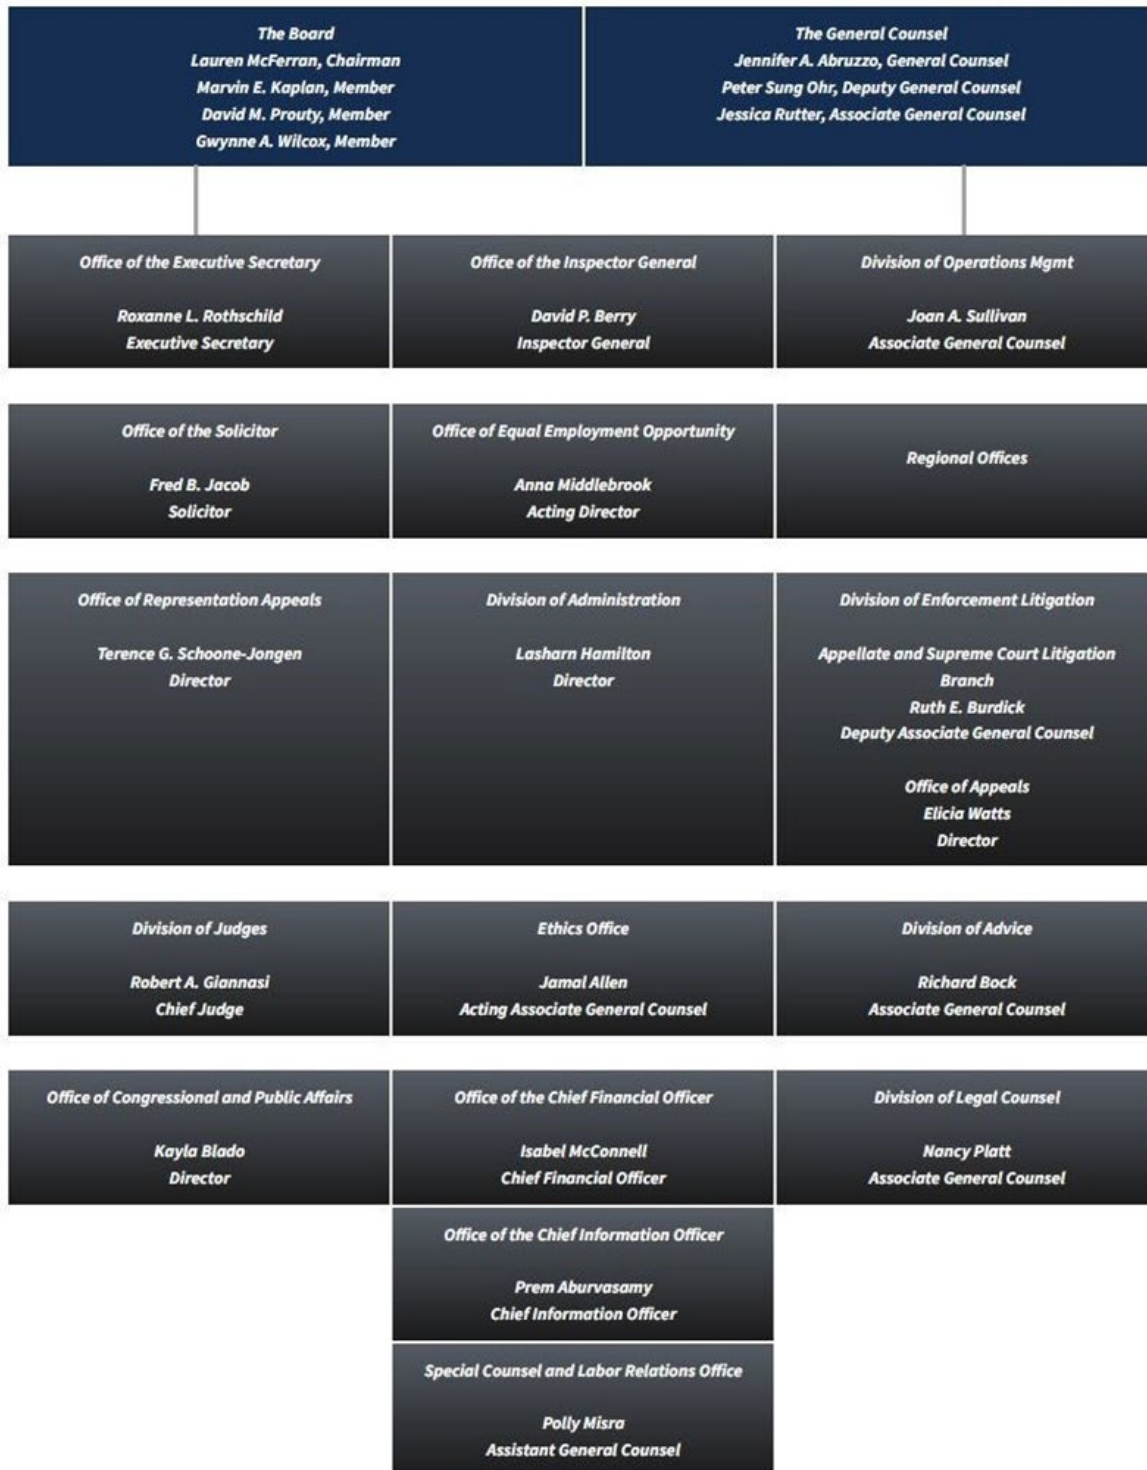 The Board
Lauren McFerran, Chairman
Marvin E. Kaplan, Member
David M. Prouty, Member
Gwynne A. Wilcox, Member
The General Counsel
Jennifer A. Abruzzo, General Counsel
Peter Sung Ohr, Deputy General Counsel
Jessica Rutter, Associate General Counsel
Office of the Executive Secretary
Roxanne L. Rothschild
Executive Secretary
Office of the Inspector General
David P. Berry
Inspector General
Division of Operations Mgmt
Joan A. Sullivan
Associate General Counsel
Office of the Solicitor
Fred B. Jacob
Solicitor
Office of Equal Employment Opportunity
Anna Middlebrook
Acting Director
Regional Offices
Office of Representation Appeals
Terence G. Schoone-Jongen
Director
Division of Administration
Lasharn Hamilton
Director
Division of Enforcement Litigation
Appellate and Supreme Court Litigation
Branch
Ruth E. Burdick
Deputy Associate General Counsel
Office of Appeals
Elicia Watts
Director
Division of Judges
Robert A. Giannasi
Chief Judge
Ethics Office
Jamal Allen
Acting Associate General Counsel
Division of Advice
Richard Bock
Associate General Counsel
Office of Congressional and Public Affairs
Kayla Blado
Director
Office of the Chief Financial Officer
Isabel McConnell
Chief Financial Officer
Division of Legal Counsel
Nancy Platt
Associate General Counsel
Office of the Chief Information Officer
Prem Aburvasamy
Chief Information Officer
Special Counsel and Labor Relations Office
Polly Misra
Assistant General Counsel